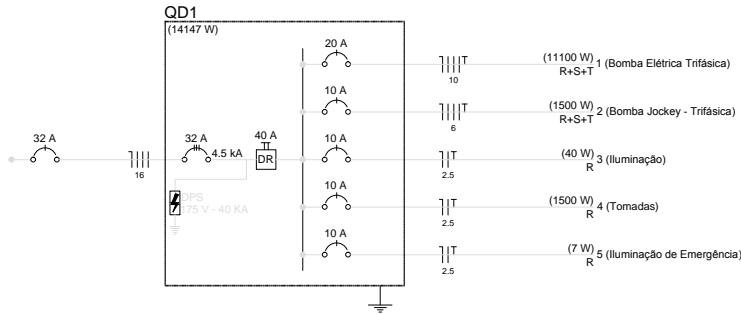 QD1
(14147 W)
32 A
16
32 A
4.5 kA
40 A
DR
DPS
175 V - 40 KA
20 A
10
(11100 W)
R+S+T
1 (Bomba Elétrica Trifásica)
10 A
6
(1500 W)
R+S+T
2 (Bomba Jockey - Trifásica)
10 A
2.5
(40 W)
R
3 (Iluminação)
10 A
2.5
(1500 W)
R
4 (Tomadas)
10 A
2.5
(7 W)
R
5 (Iluminação de Emergência)